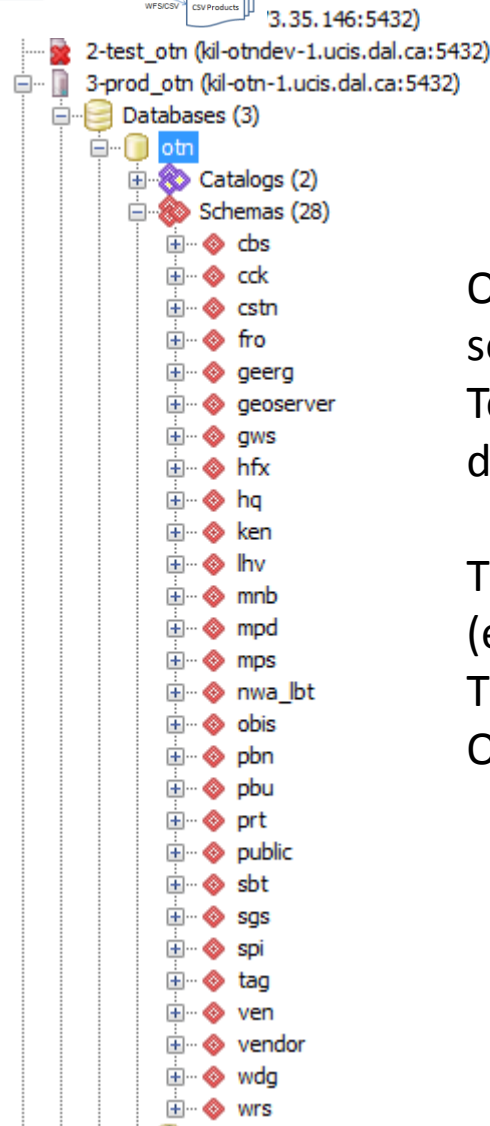 WFS/CSV
CSV Products
3.35.146:5432)
2-test_otn (kil-otndev-1.ucis.dal.ca:5432)
3-prod_otn (kil-otn-1.ucis.dal.ca:5432)
Databases (3)
otn
Catalogs (2)
Schemas (28)
cbs
cck
cstn
fro
geerg
geoserver
gws
hfx
hq
ken
lhv
mnb
mpd
mps
nwa_lbt
obis
pbn
pbu
prt
public
sbt
sgs
spi
tag
ven
vendor
wdg
wrs